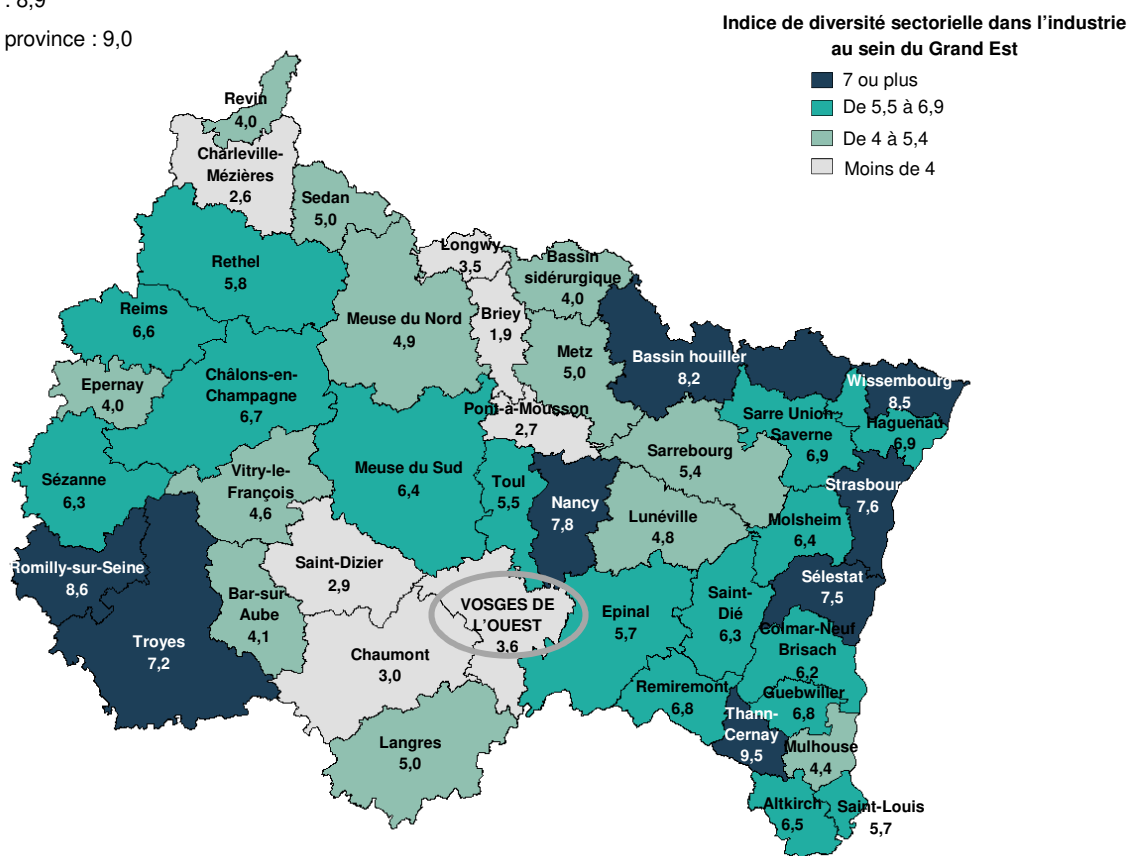 : 8,9
province : 9,0
Indice de diversité sectorielle dans l'industrie
au sein du Grand Est
7 ou plus
De 5,5 à 6,9
De 4 à 5,4
Moins de 4
Revin
4,0
Charleville-
Mézières
2,6
Sedan
5,0
Rethel
5,8
Longwy
3,5
Bassin
sidérurgique
4,0
Reims
6,6
Meuse du Nord
4,9
Briey
1,9
Metz
5,0
Bassin houiller
8,2
Wissembourg
8,5
Epernay
4,0
Châlons-en-
Champagne
6,7
Pont-à-Mousson
2,7
Sarre Union-
Saverne
6,9
Haguenau
6,9
Sézanne
6,3
Vitry-le-
François
4,6
Meuse du Sud
6,4
Toul
5,5
Nancy
7,8
Sarrebourg
5,4
Strasbourg
7,6
Lunéville
4,8
Molsheim
6,4
Romilly-sur-Seine
8,6
Saint-Dizier
2,9
Sélestat
7,5
Bar-sur-
Aube
4,1
VOSGES DE
L'OUEST
3,6
Epinal
5,7
Saint-
Dié
6,3
Colmar-Neuf
Brisach
6,2
Troyes
7,2
Chaumont
3,0
Remiremont
6,8
Guebwiller
6,8
Thann-
Cernay
9,5
Langres
5,0
Mulhouse
4,4
Altkirch
6,5
Saint-Louis
5,7